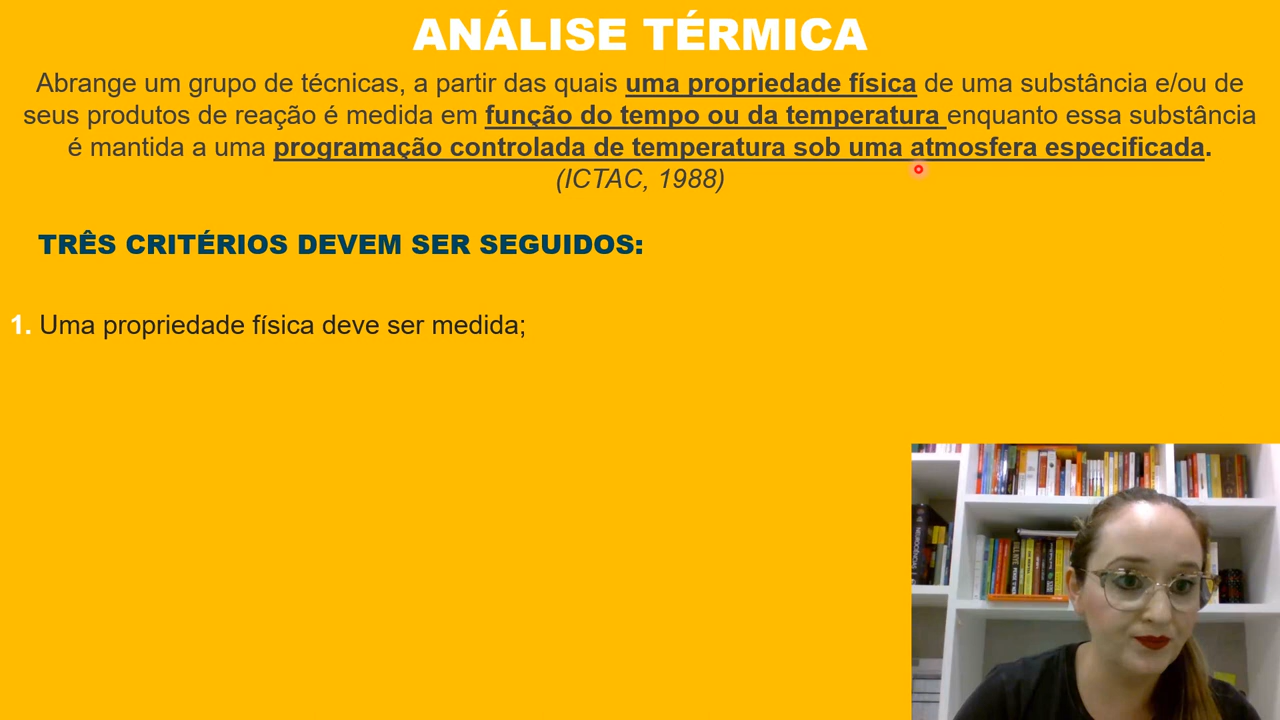 ANÁLISE TÉRMICA
Abrange um grupo de técnicas, a partir das quais uma propriedade física de uma substância e/ou de
seus produtos de reação é medida em função do tempo ou da temperatura enquanto essa substância
é mantida a uma programação controlada de temperatura sob uma atmosfera especificada.
(ICTAC, 1988)
TRÊS CRITÉRIOS DEVEM SER SEGUIDOS:
1. Uma propriedade física deve ser medida;